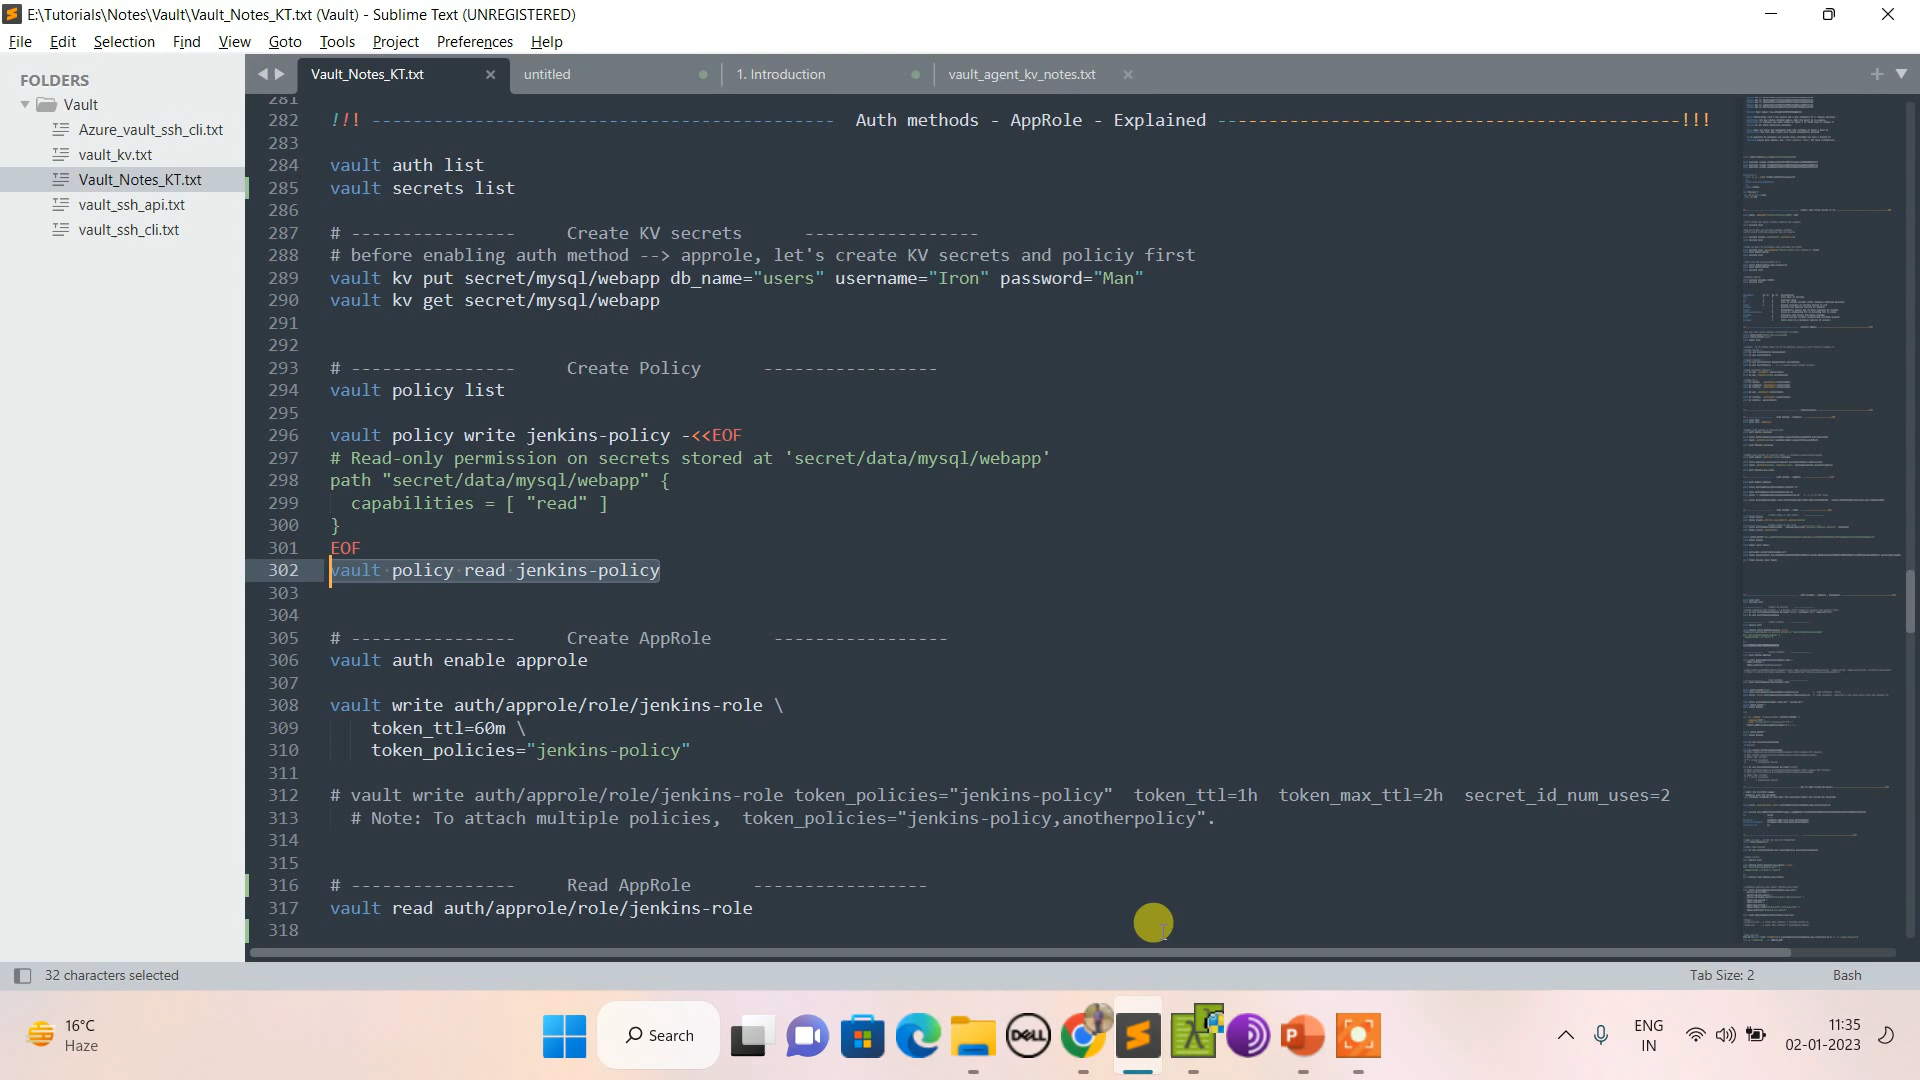 E:\Tutorials\Notes\Vault\Vault_Notes_KT.txt (Vault) - Sublime Text (UNREGISTERED)
File Edit Selection Find View Goto Tools Project Preferences Help
FOLDERS
Vault
Azure_vault_ssh_cli.txt
vault_kv.txt
Vault_Notes_KT.txt
vault_ssh_api.txt
vault_ssh_cli.txt
Vault_Notes_KT.txt untitled 1. Introduction vault_agent_kv_notes.txt
281
282 !!! --------------------------------------------- Auth methods - AppRole - Explained ---------------------------------------------!!!
283
284 vault auth list
285 vault secrets list
286
287 # ---------------- Create KV secrets -----------------
288 # before enabling auth method --> approle, let's create KV secrets and policiy first
289 vault kv put secret/mysql/webapp db_name="users" username="Iron" password="Man"
290 vault kv get secret/mysql/webapp
291
292
293 # ---------------- Create Policy -----------------
294 vault policy list
295
296 vault policy write jenkins-policy -<<EOF
297 # Read-only permission on secrets stored at 'secret/data/mysql/webapp'
298 path "secret/data/mysql/webapp" {
299 capabilities = [ "read" ]
300 }
301 EOF
302 vault policy read jenkins-policy
303
304
305 # ---------------- Create AppRole -----------------
306 vault auth enable approle
307
308 vault write auth/approle/role/jenkins-role \
309 token_ttl=60m \
310 token_policies="jenkins-policy"
311
312 # vault write auth/approle/role/jenkins-role token_policies="jenkins-policy" token_ttl=1h token_max_ttl=2h secret_id_num_uses=2
313 # Note: To attach multiple policies, token_policies="jenkins-policy,anotherpolicy".
314
315
316 # ---------------- Read AppRole -----------------
317 vault read auth/approle/role/jenkins-role
318
32 characters selected Tab Size: 2 Bash
16°C
Haze
Search
DELL
ENG
IN
11:35
02-01-2023